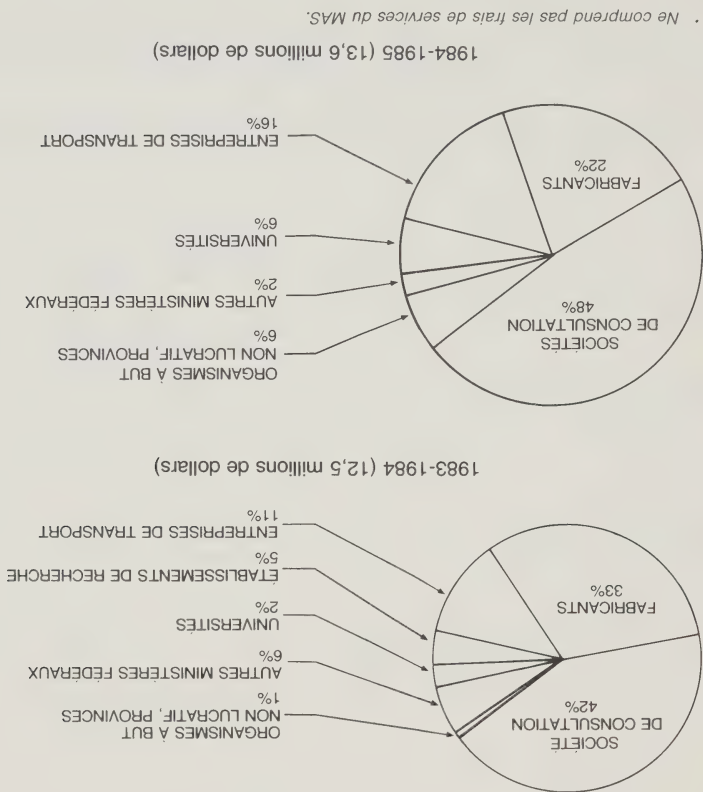 ORGANISMES À BUT
NON LUCRATIF, PROVINCES
1%
AUTRES MINISTÈRES FÉDÉRAUX
6%
UNIVERSITÉS
2%
ÉTABLISSEMENTS DE RECHERCHE
5%
ENTREPRISES DE TRANSPORT
11%
SOCIÉTÉ
DE CONSULTATION
42%
FABRICANTS
33%
1983-1984 (12,5 millions de dollars)
ORGANISMES À BUT
NON LUCRATIF, PROVINCES
6%
AUTRES MINISTÈRES FÉDÉRAUX
2%
UNIVERSITÉS
6%
ENTREPRISES DE TRANSPORT
16%
SOCIÉTÉS
DE CONSULTATION
48%
FABRICANTS
22%
1984-1985 (13,6 millions de dollars)
* Ne comprend pas les frais de services du MAS.